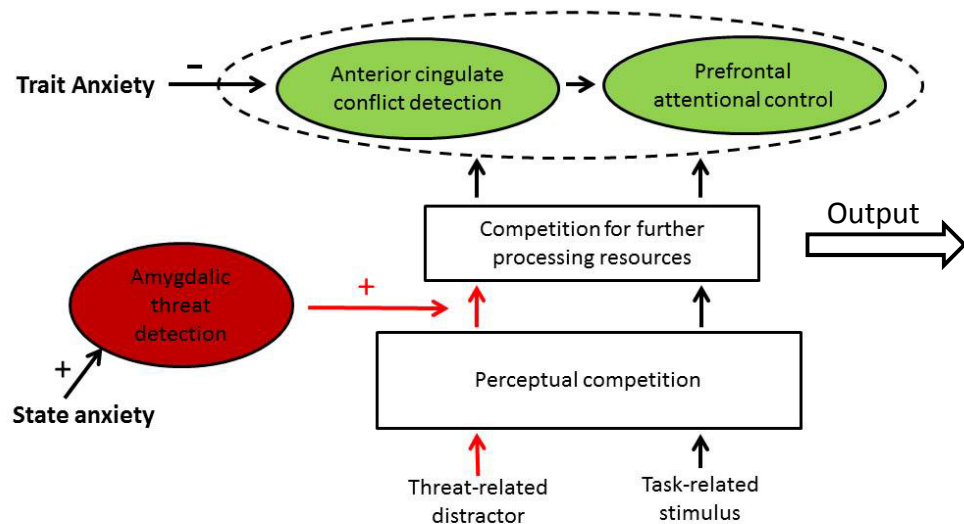 Trait Anxiety
−
Anterior cingulate
conflict detection
Prefrontal
attentional control
Competition for further
processing resources
Output
Amygdalic
threat
detection
+
+
State anxiety
Perceptual competition
Threat-related
distractor
Task-related
stimulus